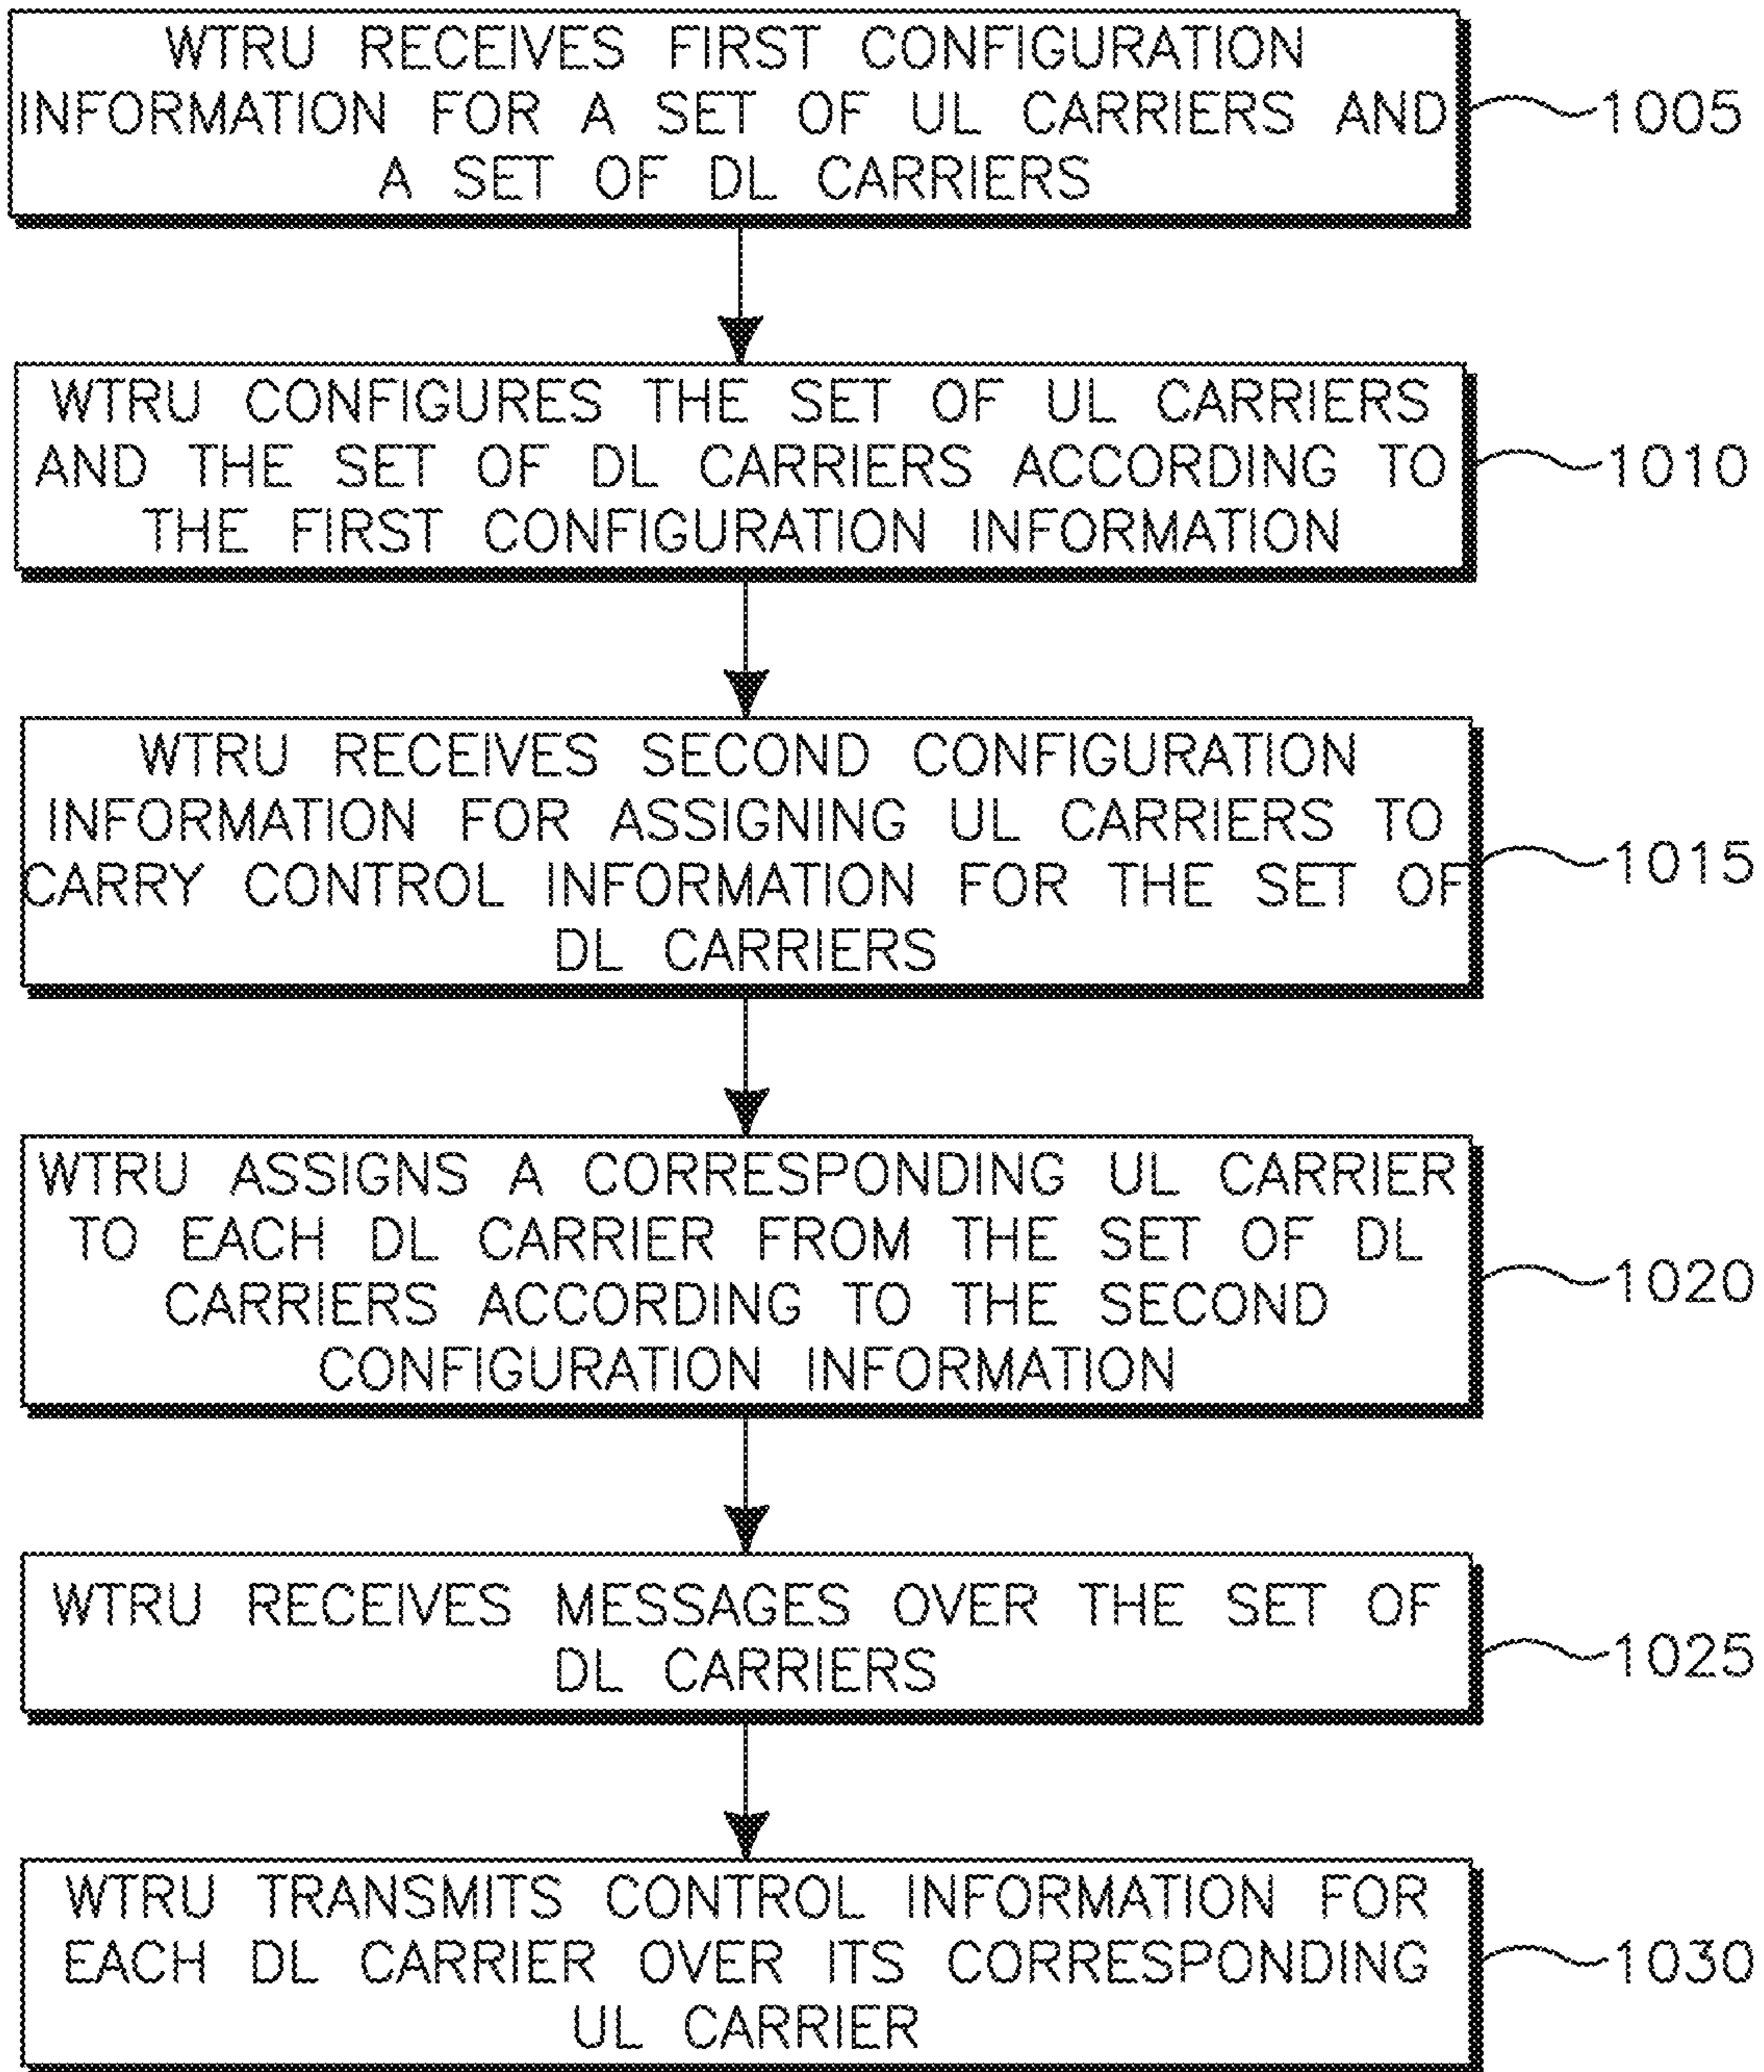 WTRU RECEIVES FIRST CONFIGURATION
INFORMATION FOR A SET OF UL CARRIERS AND
A SET OF DL CARRIERS
1005
WTRU CONFIGURES THE SET OF UL CARRIERS
AND THE SET OF DL CARRIERS ACCORDING TO
THE FIRST CONFIGURATION INFORMATION
1010
WTRU RECEIVES SECOND CONFIGURATION
INFORMATION FOR ASSIGNING UL CARRIERS TO
CARRY CONTROL INFORMATION FOR THE SET OF
DL CARRIERS
1015
WTRU ASSIGNS A CORRESPONDING UL CARRIER
TO EACH DL CARRIER FROM THE SET OF DL
CARRIERS ACCORDING TO THE SECOND
CONFIGURATION INFORMATION
1020
WTRU RECEIVES MESSAGES OVER THE SET OF
DL CARRIERS
1025
WTRU TRANSMITS CONTROL INFORMATION FOR
EACH DL CARRIER OVER ITS CORRESPONDING
UL CARRIER
1030